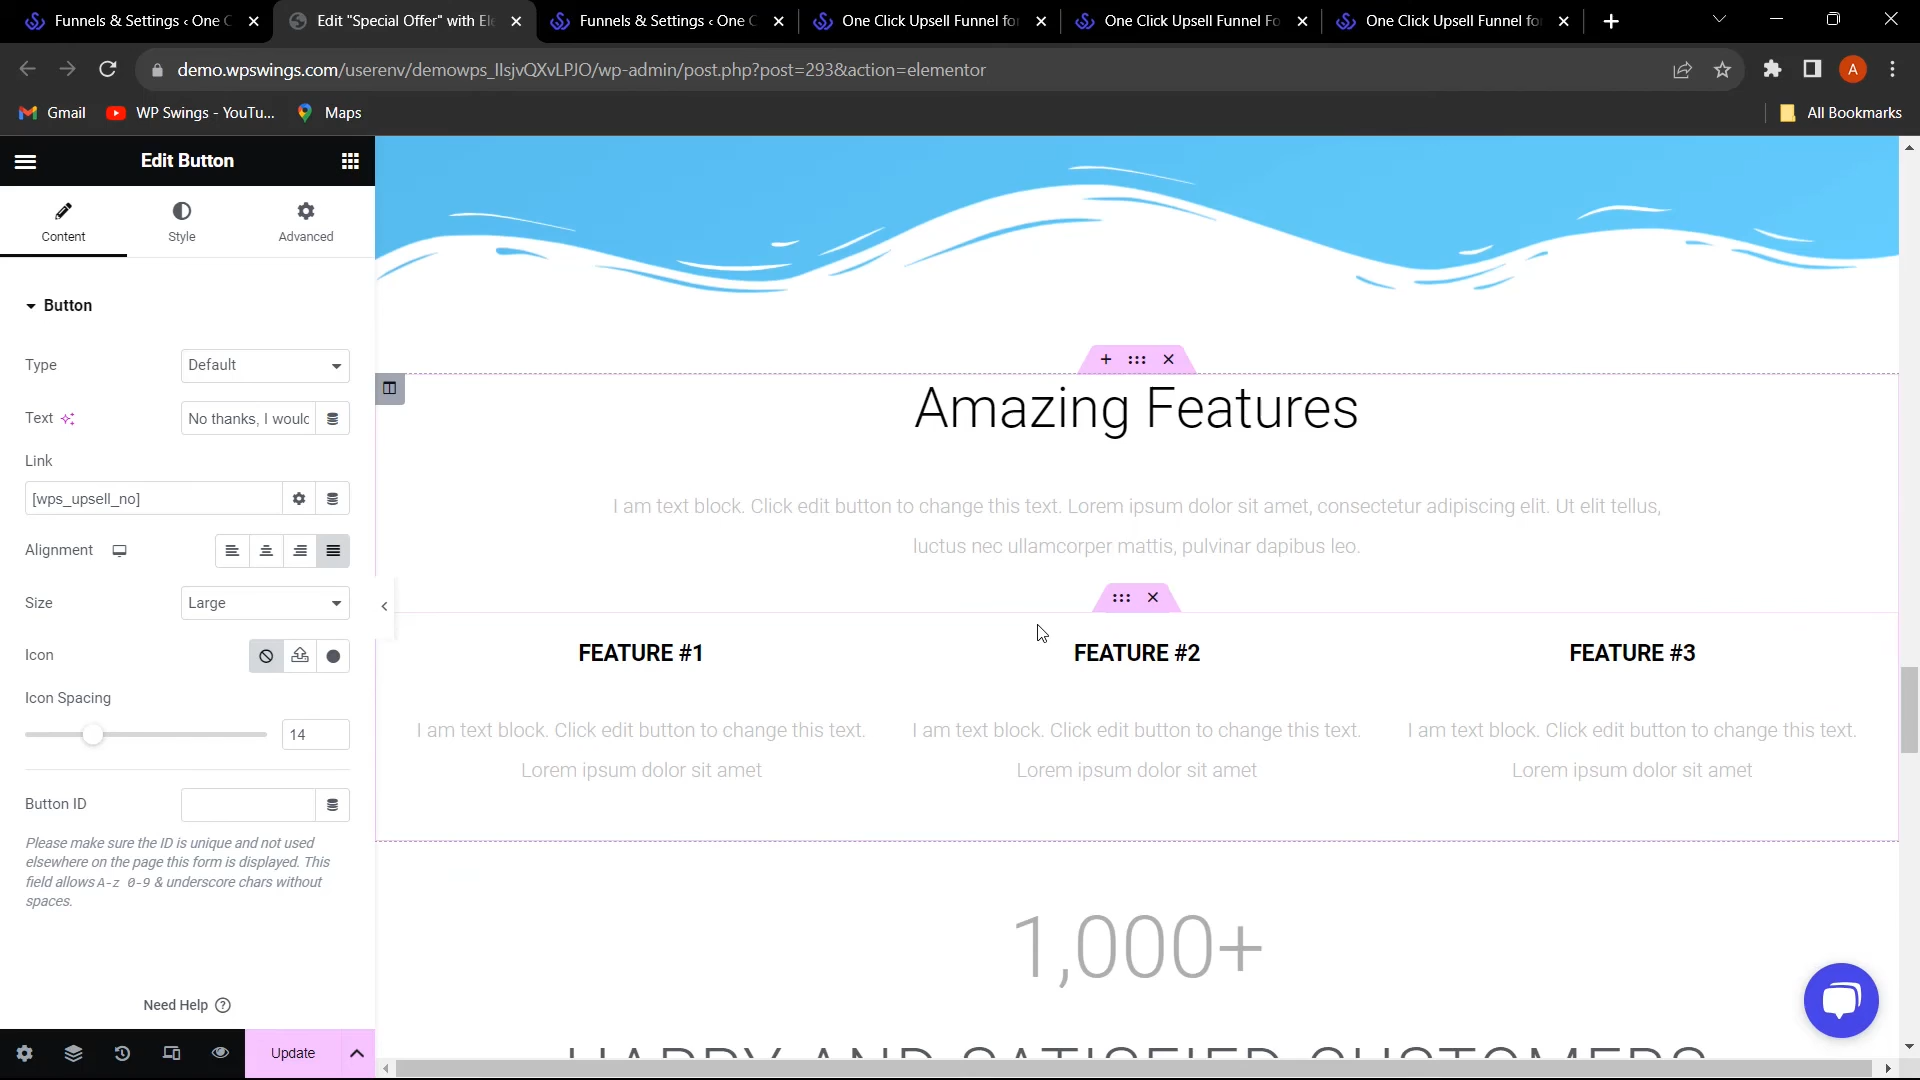 Funnels & Settings ‹ One C
Edit "Special Offer" with El
Funnels & Settings ‹ One C
One Click Upsell Funnel for
One Click Upsell Funnel Fo
One Click Upsell Funnel fo
demo.wpswings.com/userenv/demowps_IlsjvQXvLPJO/wp-admin/post.php?post=293&action=elementor
A
Gmail
WP Swings - YouTu...
Maps
All Bookmarks
Edit Button
Content
Style
Advanced
Button
Type
Default
Text
No thanks, I would
Link
[wps_upsell_no]
Alignment
Size
Large
Icon
Icon Spacing
14
Button ID
Please make sure the ID is unique and not used
elsewhere on the page this form is displayed. This
field allows A-z 0-9 & underscore chars without
spaces.
Need Help
Update
Amazing Features
I am text block. Click edit button to change this text. Lorem ipsum dolor sit amet, consectetur adipiscing elit. Ut elit tellus,
luctus nec ullamcorper mattis, pulvinar dapibus leo.
FEATURE #1
FEATURE #2
FEATURE #3
I am text block. Click edit button to change this text.
Lorem ipsum dolor sit amet
I am text block. Click edit button to change this text.
Lorem ipsum dolor sit amet
I am text block. Click edit button to change this text.
Lorem ipsum dolor sit amet
1,000+
HAPPY AND SATISFIED CUSTOMERS